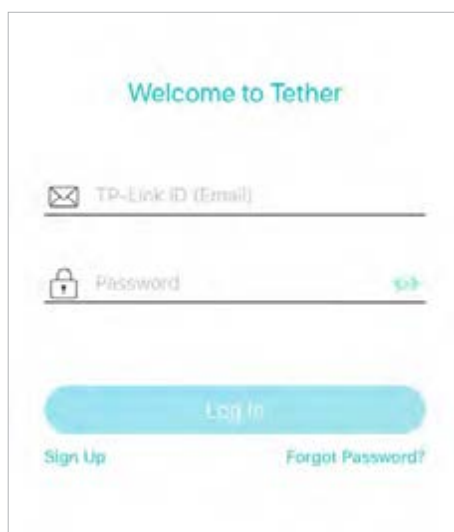 Welcome to Tether
TP-Link ID (Email)
Password
Log In
Sign Up Forgot Password?